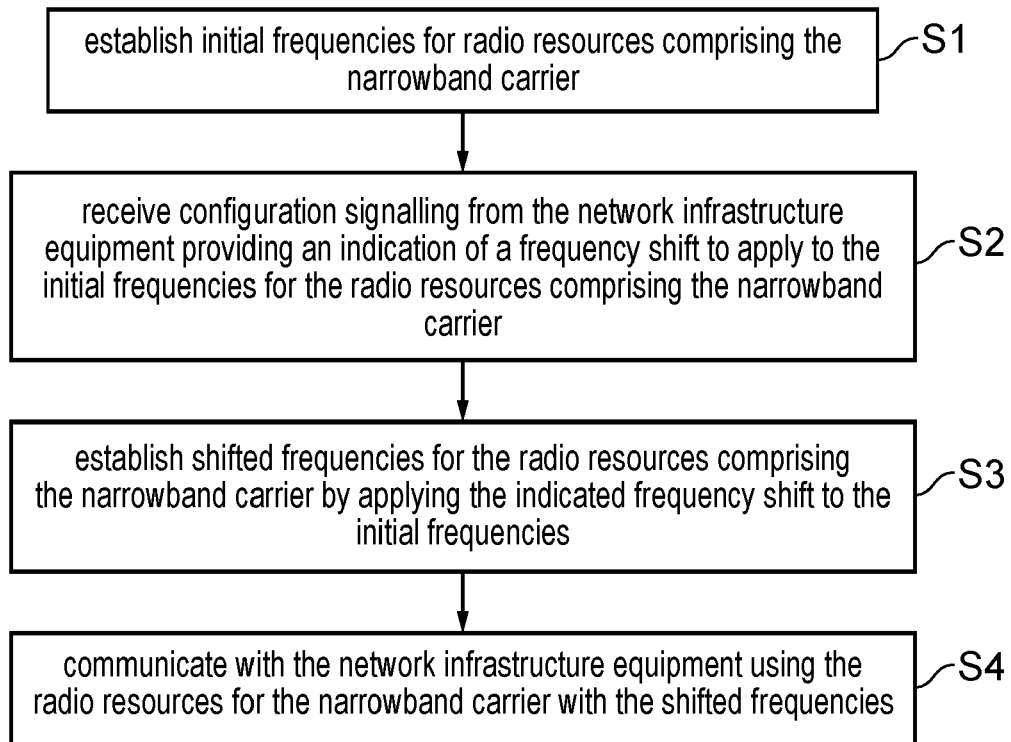 establish initial frequencies for radio resources comprising the
narrowband carrier
S1
receive configuration signalling from the network infrastructure
equipment providing an indication of a frequency shift to apply to the
initial frequencies for the radio resources comprising the narrowband
carrier
S2
establish shifted frequencies for the radio resources comprising
the narrowband carrier by applying the indicated frequency shift to the
initial frequencies
S3
communicate with the network infrastructure equipment using the
radio resources for the narrowband carrier with the shifted frequencies
S4